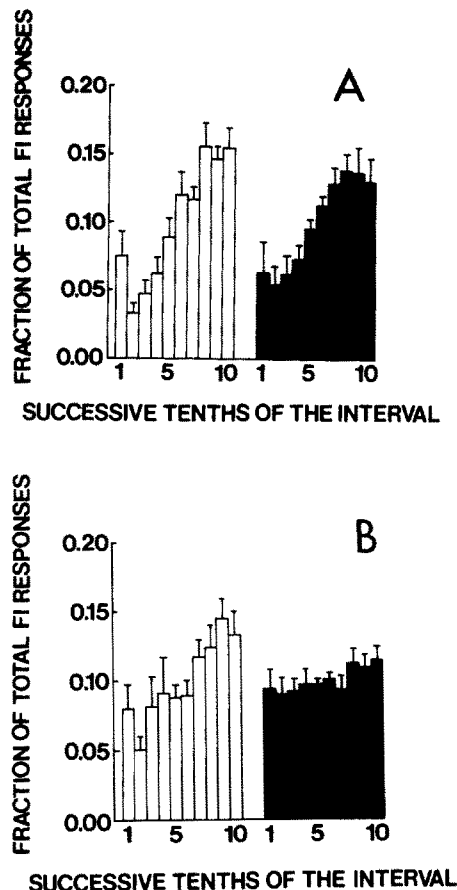 A
FRACTION OF TOTAL FI RESPONSES
0.20
0.15
0.10
0.05
0.00
1 5 10 1 5 10
SUCCESSIVE TENTHS OF THE INTERVAL
B
FRACTION OF TOTAL FI RESPONSES
0.20
0.15
0.10
0.05
0.00
1 5 10 1 5 10
SUCCESSIVE TENTHS OF THE INTERVAL